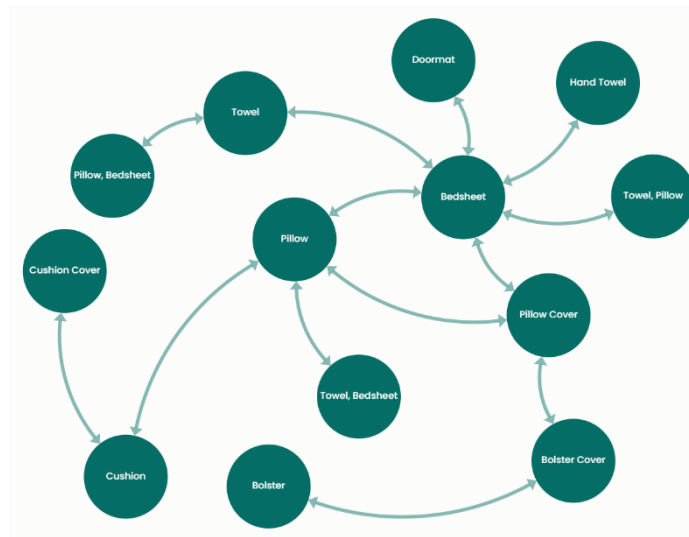 Doormat
Hand Towel
Towel
Pillow, Bedsheet
Bedsheet
Towel, Pillow
Pillow
Cushion Cover
Pillow Cover
Towel, Bedsheet
Bolster Cover
Cushion
Bolster